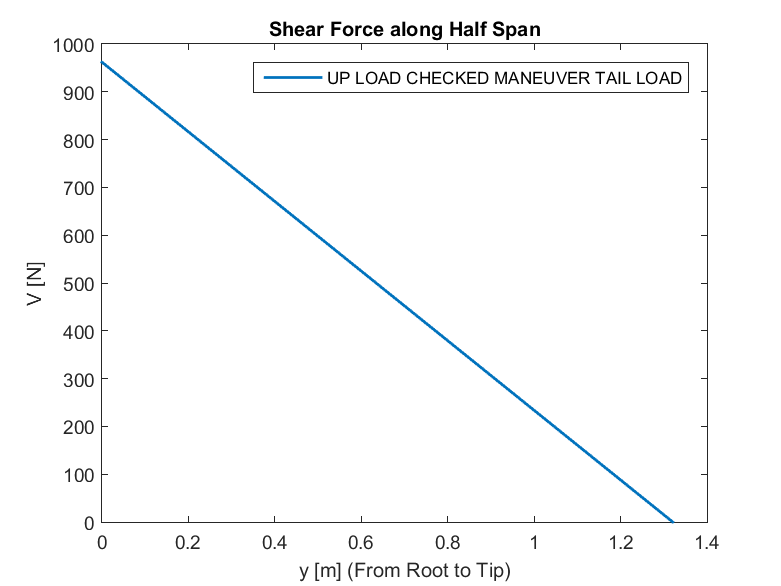 Shear Force along Half Span
UP LOAD CHECKED MANEUVER TAIL LOAD
1000
900
800
700
600
500
400
300
200
100
0
V [N]
0 0.2 0.4 0.6 0.8 1 1.2 1.4
y [m] (From Root to Tip)